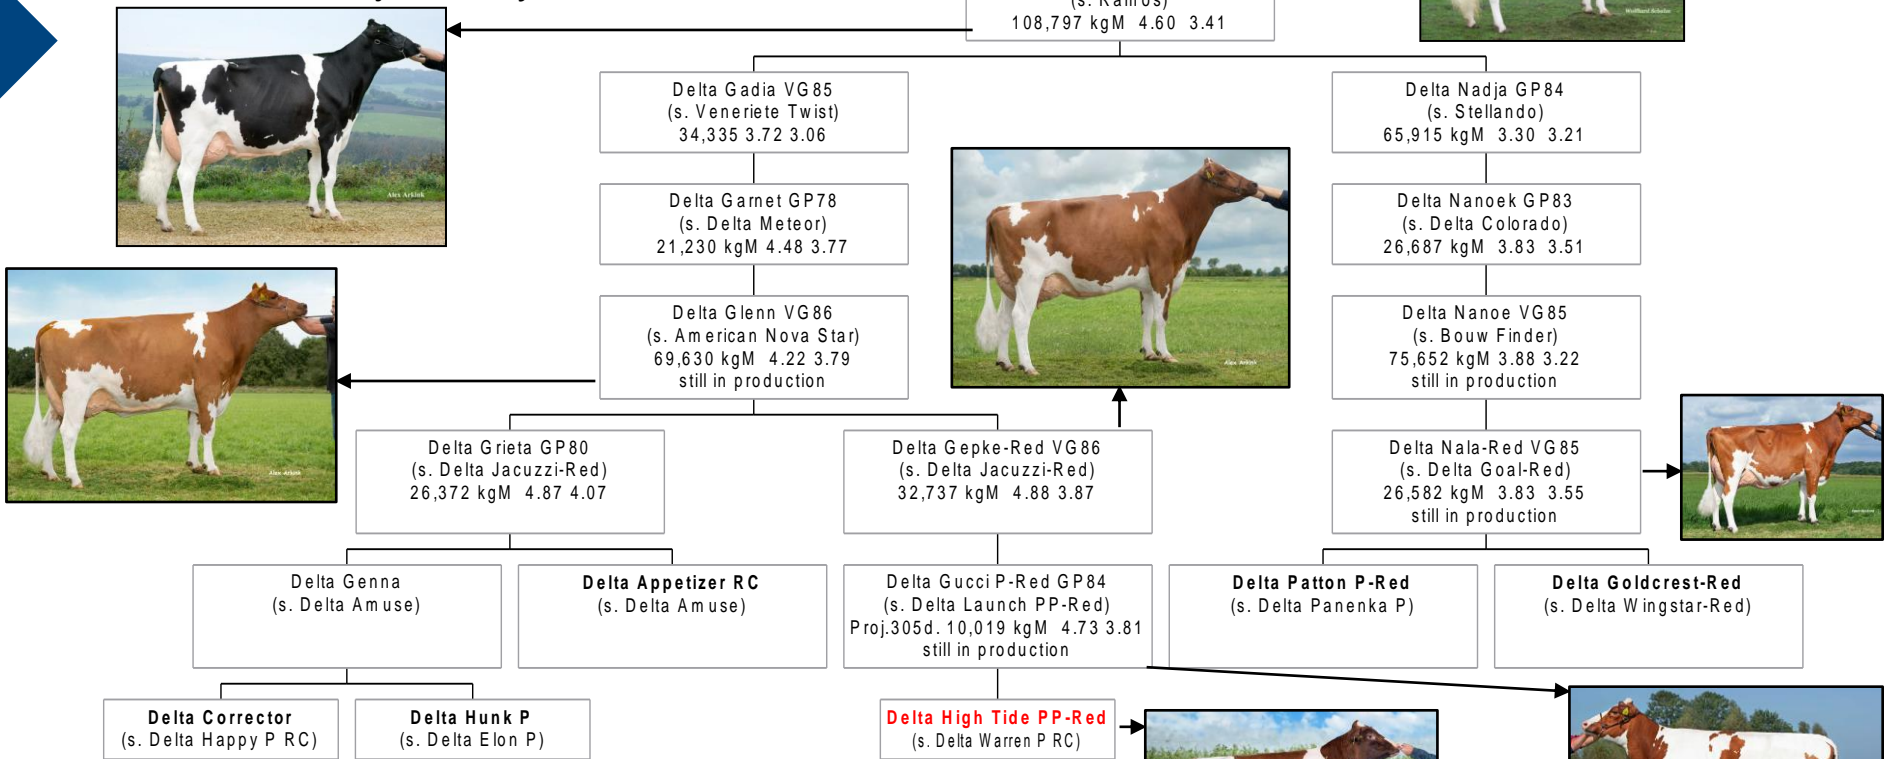 (s. Ramos)
108,797 kgM 4.60 3.41
Delta Gadia VG85
(s. Veneriete Twist)
34,335 3.72 3.06
Delta Nadja GP84
(s. Stellando)
65,915 kgM 3.30 3.21
Delta Garnet GP78
(s. Delta Meteor)
21,230 kgM 4.48 3.77
Delta Nanoek GP83
(s. Delta Colorado)
26,687 kgM 3.83 3.51
Delta Glenn VG86
(s. American Nova Star)
69,630 kgM 4.22 3.79
still in production
Delta Nanoe VG85
(s. Bouw Finder)
75,652 kgM 3.88 3.22
still in production
Delta Grieta GP80
(s. Delta Jacuzzi-Red)
26,372 kgM 4.87 4.07
Delta Gepke-Red VG86
(s. Delta Jacuzzi-Red)
32,737 kgM 4.88 3.87
Delta Nala-Red VG85
(s. Delta Goal-Red)
26,582 kgM 3.83 3.55
still in production
Delta Genna
(s. Delta Amuse)
Delta Appetizer RC
(s. Delta Amuse)
Delta Gucci P-Red GP84
(s. Delta Launch PP-Red)
Proj.305d. 10,019 kgM 4.73 3.81
still in production
Delta Patton P-Red
(s. Delta Panenka P)
Delta Goldcrest-Red
(s. Delta Wingstar-Red)
Delta Corrector
(s. Delta Happy P RC)
Delta Hunk P
(s. Delta Elon P)
Delta High Tide PP-Red
(s. Delta Warren P RC)
Alex Arkink
Alex Arkink
Alex Arkink